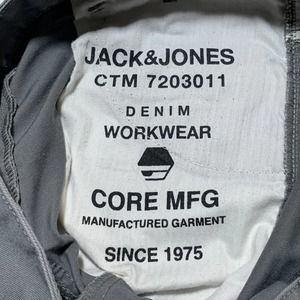 JACK&JONES
CTM 7203011
DENIM
WORKWEAR
CORE MFG
MANUFACTURED GARMENT
SINCE 1975